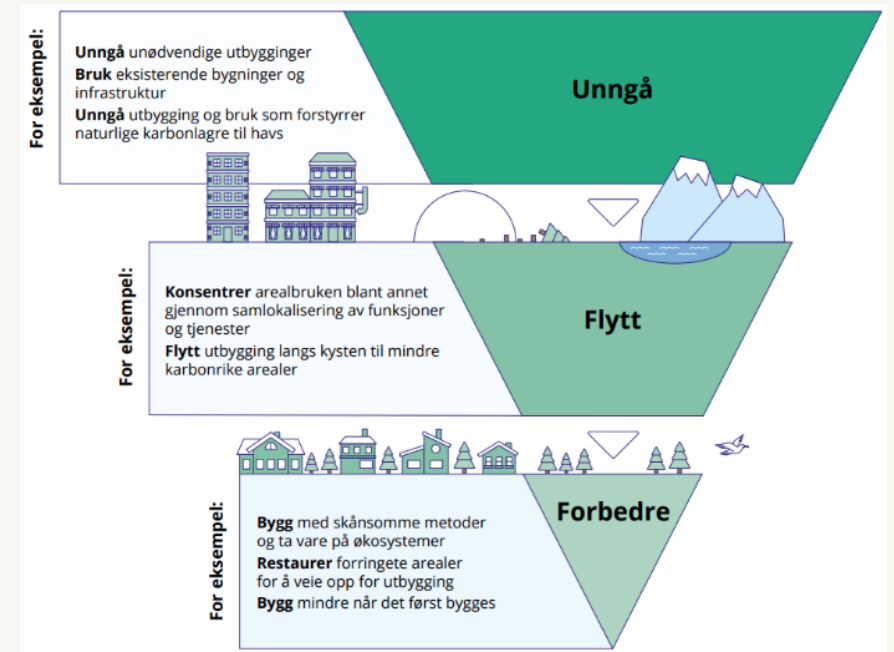 For eksempel:
Unngå unødvendige utbygginger
Bruk eksisterende bygninger og
infrastruktur
Unngå utbygging og bruk som forstyrrer
naturlige karbonlagre til havs
Unngå
For eksempel:
Konsentrer arealbruken blant annet
gjennom samlokalisering av funksjoner
og tjenester
Flytt utbygging langs kysten til mindre
karbonrike arealer
Flytt
For eksempel:
Bygg med skånsomme metoder
og ta vare på økosystemer
Restaurer forringete arealer
for å veie opp for utbygging
Bygg mindre når det først bygges
Forbedre